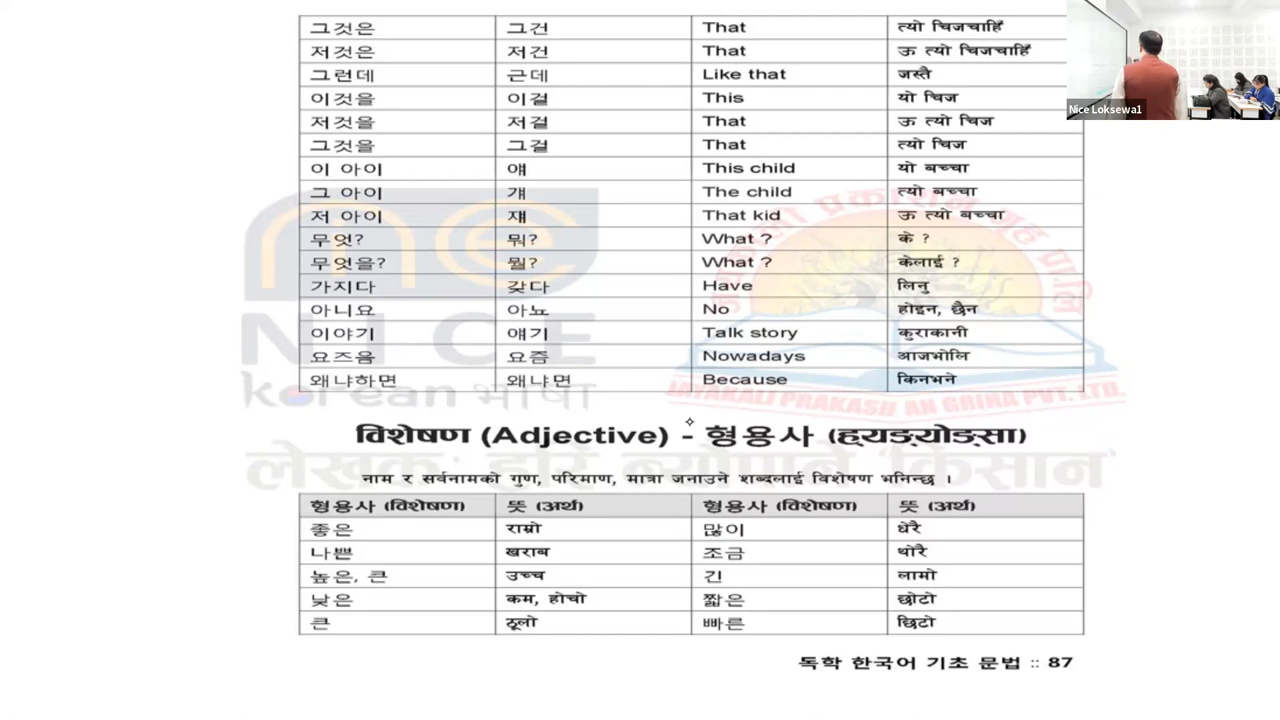 그것은 그건 That त्यो चिजचाहिँ
저것은 저건 That ऊ त्यो चिजचाहिँ
그런데 근데 Like that जस्तै
이것을 이걸 This यो चिज
저것을 저걸 That ऊ त्यो चिज
그것을 그걸 That त्यो चिज
이 아이 얘 This child यो बच्चा
그 아이 걔 The child त्यो बच्चा
저 아이 쟤 That kid ऊ त्यो बच्चा
무엇? 뭐? What ? के ?
무엇을? 뭘? What ? केलाई ?
가지다 갖다 Have लिनु
아니요 아뇨 No होइन, छैन
이야기 얘기 Talk story कुराकानी
요즈음 요즘 Nowadays आजभोलि
왜냐하면 왜냐면 Because किनभने
विशेषण (Adjective) - 형용사 (ह्यङ्योङ्सा)
नाम र सर्वनामको गुण, परिमाण, मात्रा जनाउने शब्दलाई विशेषण भनिन्छ ।
형용사 (विशेषण) 뜻 (अर्थ) 형용사 (विशेषण) 뜻 (अर्थ)
좋은 राम्रो 많이 धेरै
나쁜 खराब 조금 थोरै
높은, 큰 उच्च 긴 लामो
낮은 कम, होचो 짧은 छोटो
큰 ठूलो 빠른 छिटो
독학 한국어 기초 문법 :: 87
Nice Loksewa1
NICE
korean भाषा
JAYAKALI PRAKASHAN GRIHA PVT. LTD.